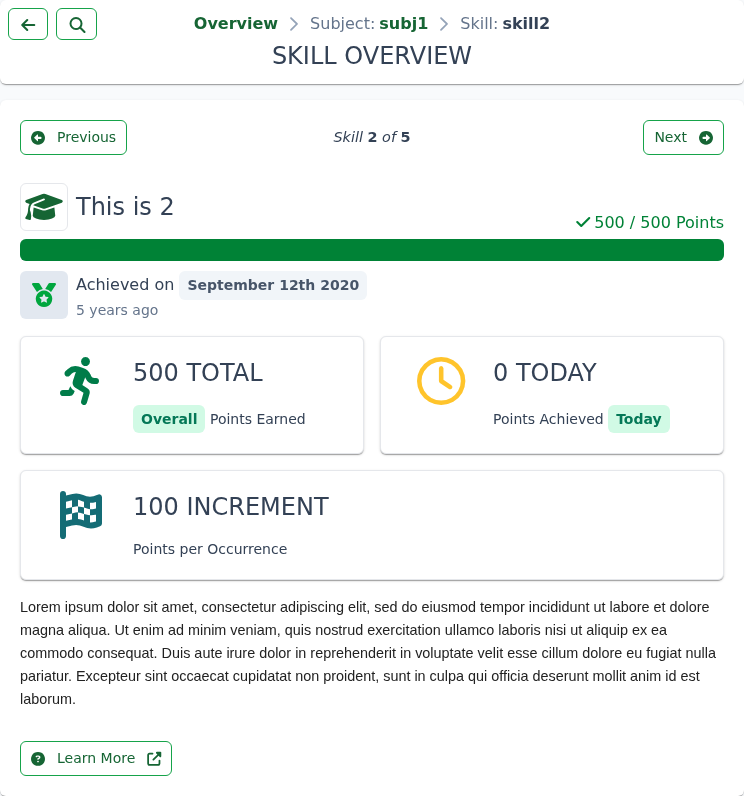 Overview > Subject: subj1 > Skill: skill2
SKILL OVERVIEW
Previous
Skill 2 of 5
Next
This is 2
500 / 500 Points
Achieved on September 12th 2020
5 years ago
500 TOTAL
Overall Points Earned
0 TODAY
Points Achieved Today
100 INCREMENT
Points per Occurrence
Lorem ipsum dolor sit amet, consectetur adipiscing elit, sed do eiusmod tempor incididunt ut labore et dolore
magna aliqua. Ut enim ad minim veniam, quis nostrud exercitation ullamco laboris nisi ut aliquip ex ea
commodo consequat. Duis aute irure dolor in reprehenderit in voluptate velit esse cillum dolore eu fugiat nulla
pariatur. Excepteur sint occaecat cupidatat non proident, sunt in culpa qui officia deserunt mollit anim id est
laborum.
Learn More